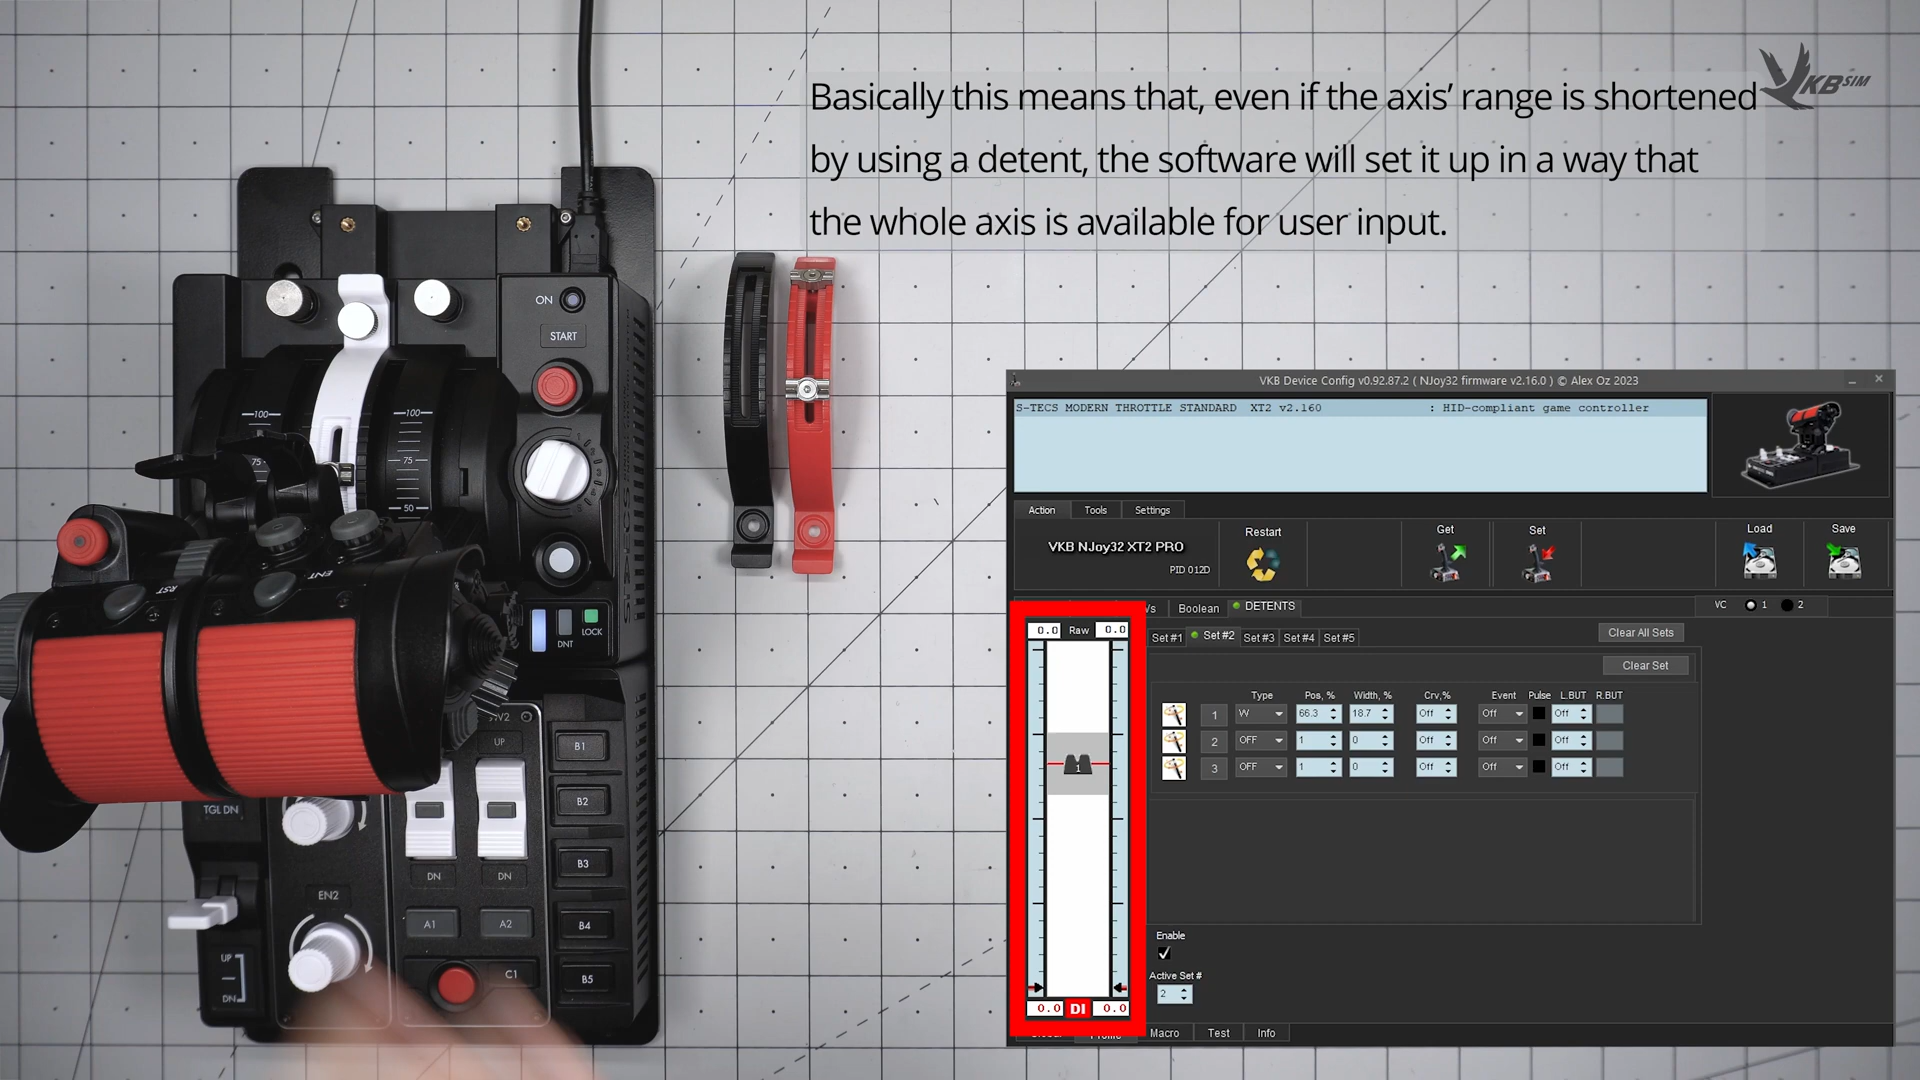 Basically this means that, even if the axis' range is shortened
by using a detent, the software will set it up in a way that
the whole axis is available for user input.
VKB SIM
ON
START
100
100
75
75
50
RST
ENT
DNT
LOCK
UP
TGL DN
DN
DN
EN2
A1
A2
C1
UP
DN
B1
B2
B3
B4
B5
VKB Device Config v0.92.87.2 ( NJoy32 firmware v2.16.0 ) © Alex Oz 2023
S-TECS MODERN THROTTLE STANDARD XT2 v2.160 : HID-compliant game controller
Action Tools Settings
VKB NJoy32 XT2 PRO
PID 012D
Restart
Get
Set
Load
Save
Boolean DETENTS
VC 1 2
0.0 Raw 0.0
Set #1 Set #2 Set #3 Set #4 Set #5
Clear All Sets
Clear Set
Type Pos, % Width, % Crv,% Event Pulse L.BUT R.BUT
1 W 66.3 18.7 Off Off Off
2 OFF 1 0 Off Off Off
3 OFF 1 0 Off Off Off
1
Enable
Active Set #
2
0.0 DI 0.0
Macro Test Info